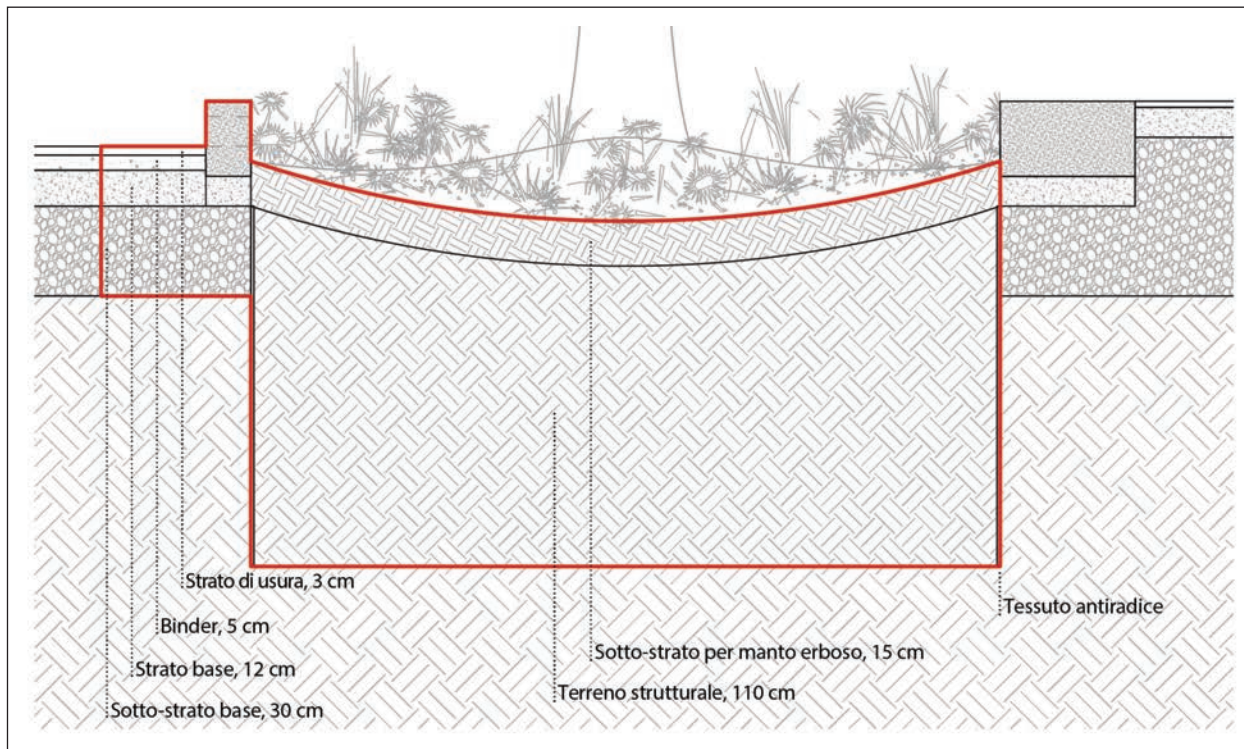 Strato di usura, 3 cm
Binder, 5 cm
Strato base, 12 cm
Sotto-strato base, 30 cm
Sotto-strato per manto erboso, 15 cm
Terreno strutturale, 110 cm
Tessuto antiradice